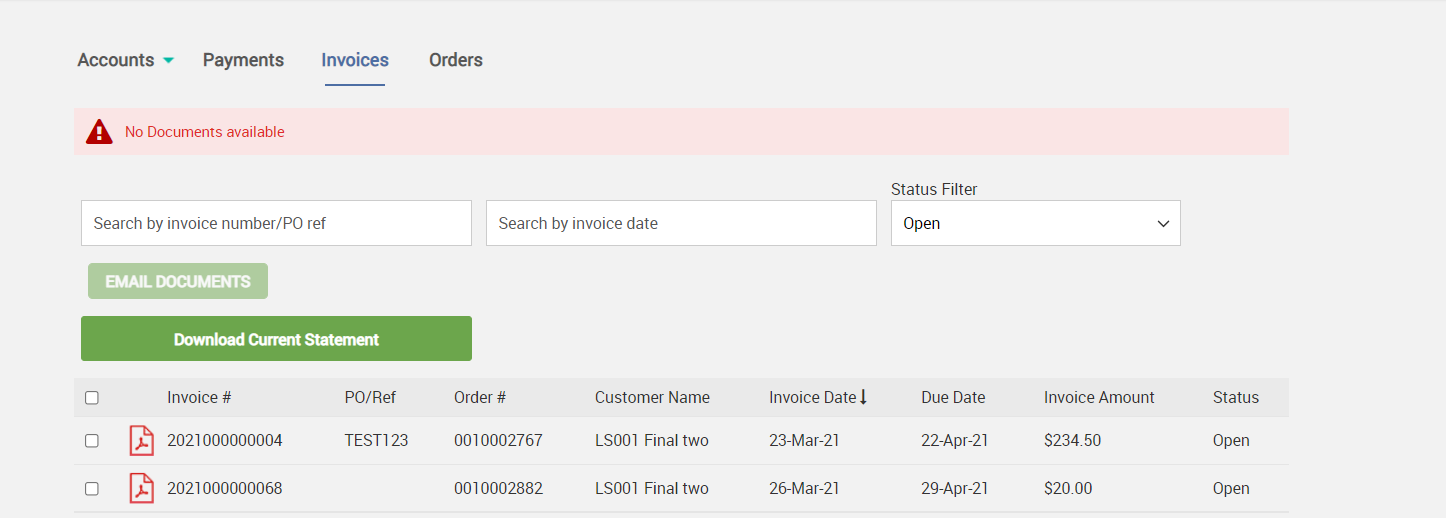 Accounts Payments Invoices Orders
No Documents available
Status Filter
Search by invoice number/PO ref Search by invoice date Open
EMAIL DOCUMENTS
Download Current Statement
Invoice # PO/Ref Order # Customer Name Invoice Date Due Date Invoice Amount Status
2021000000004 TEST123 0010002767 LS001 Final two 23-Mar-21 22-Apr-21 $234.50 Open
2021000000068 0010002882 LS001 Final two 26-Mar-21 29-Apr-21 $20.00 Open